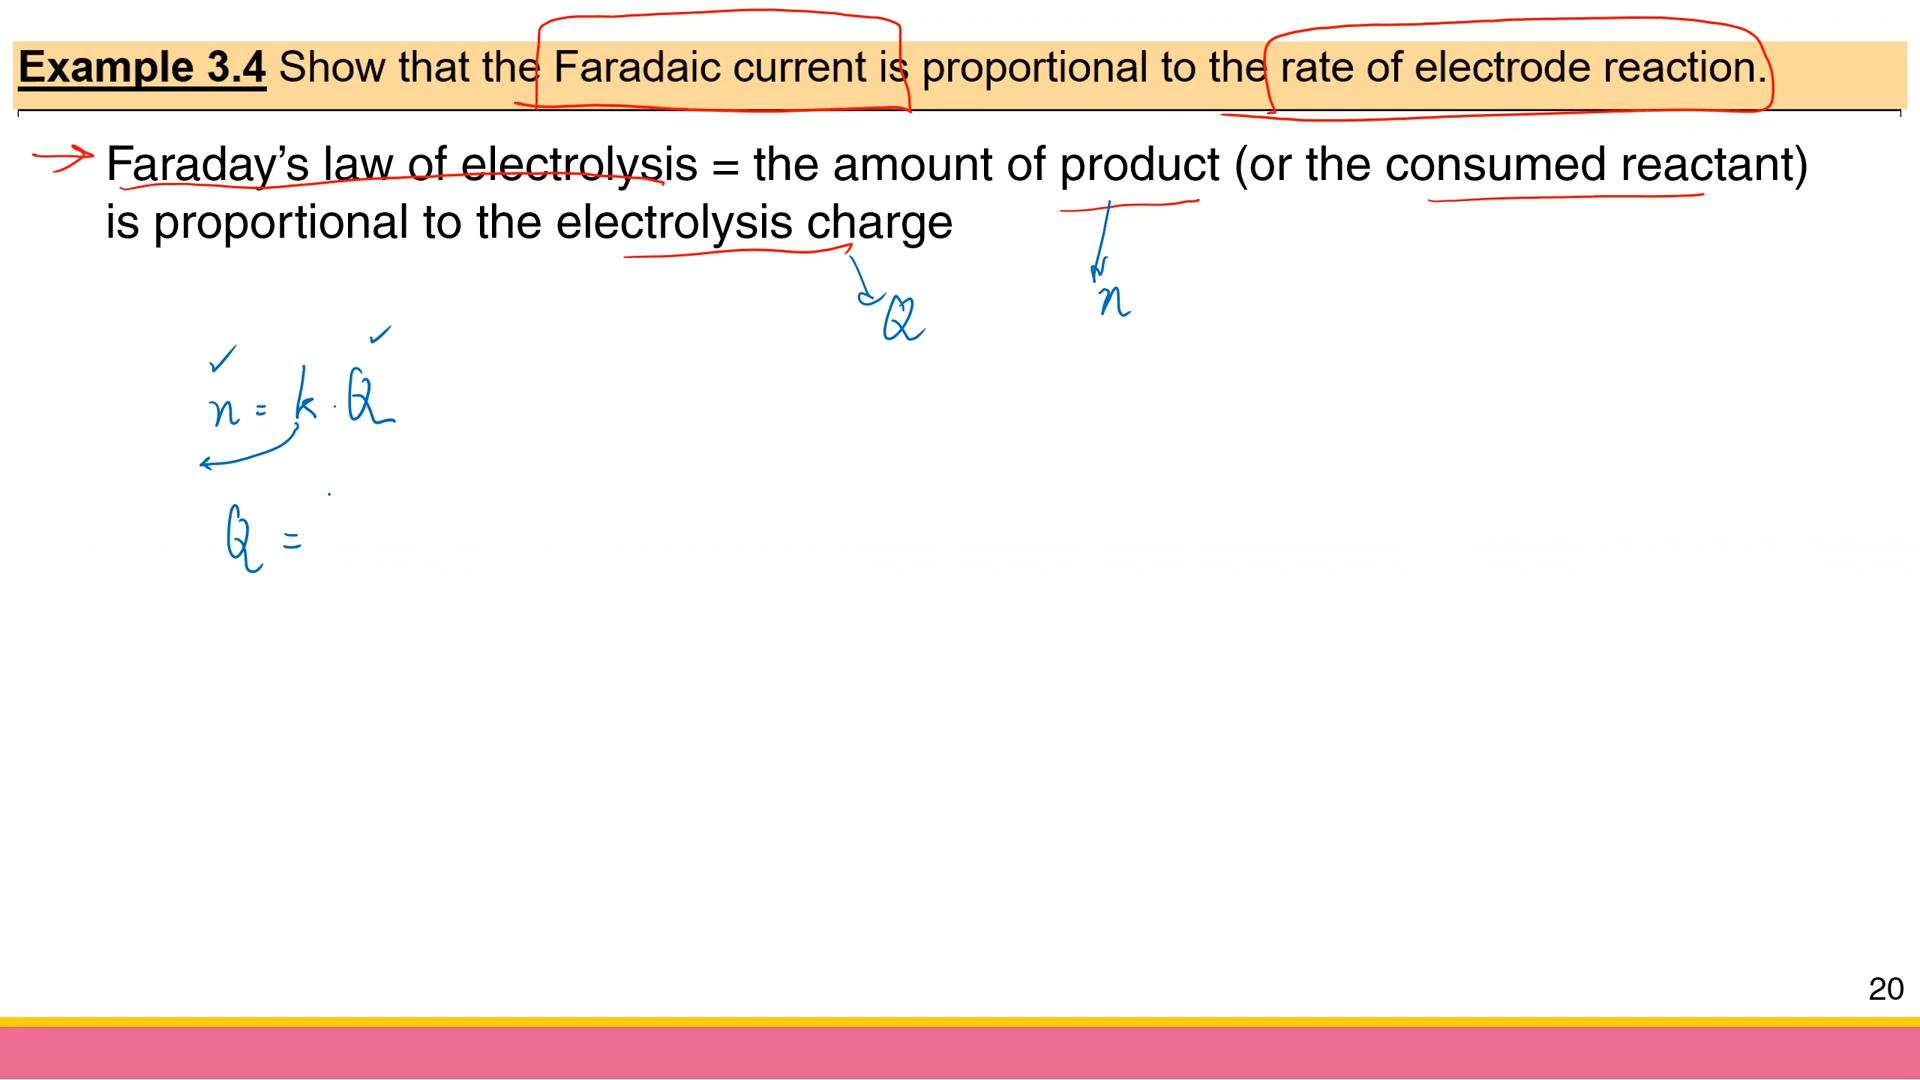 Example 3.4 Show that the Faradaic current is proportional to the rate of electrode reaction.
Faraday’s law of electrolysis = the amount of product (or the consumed reactant)
is proportional to the electrolysis charge
n
Q
n = k · Q
Q =
20